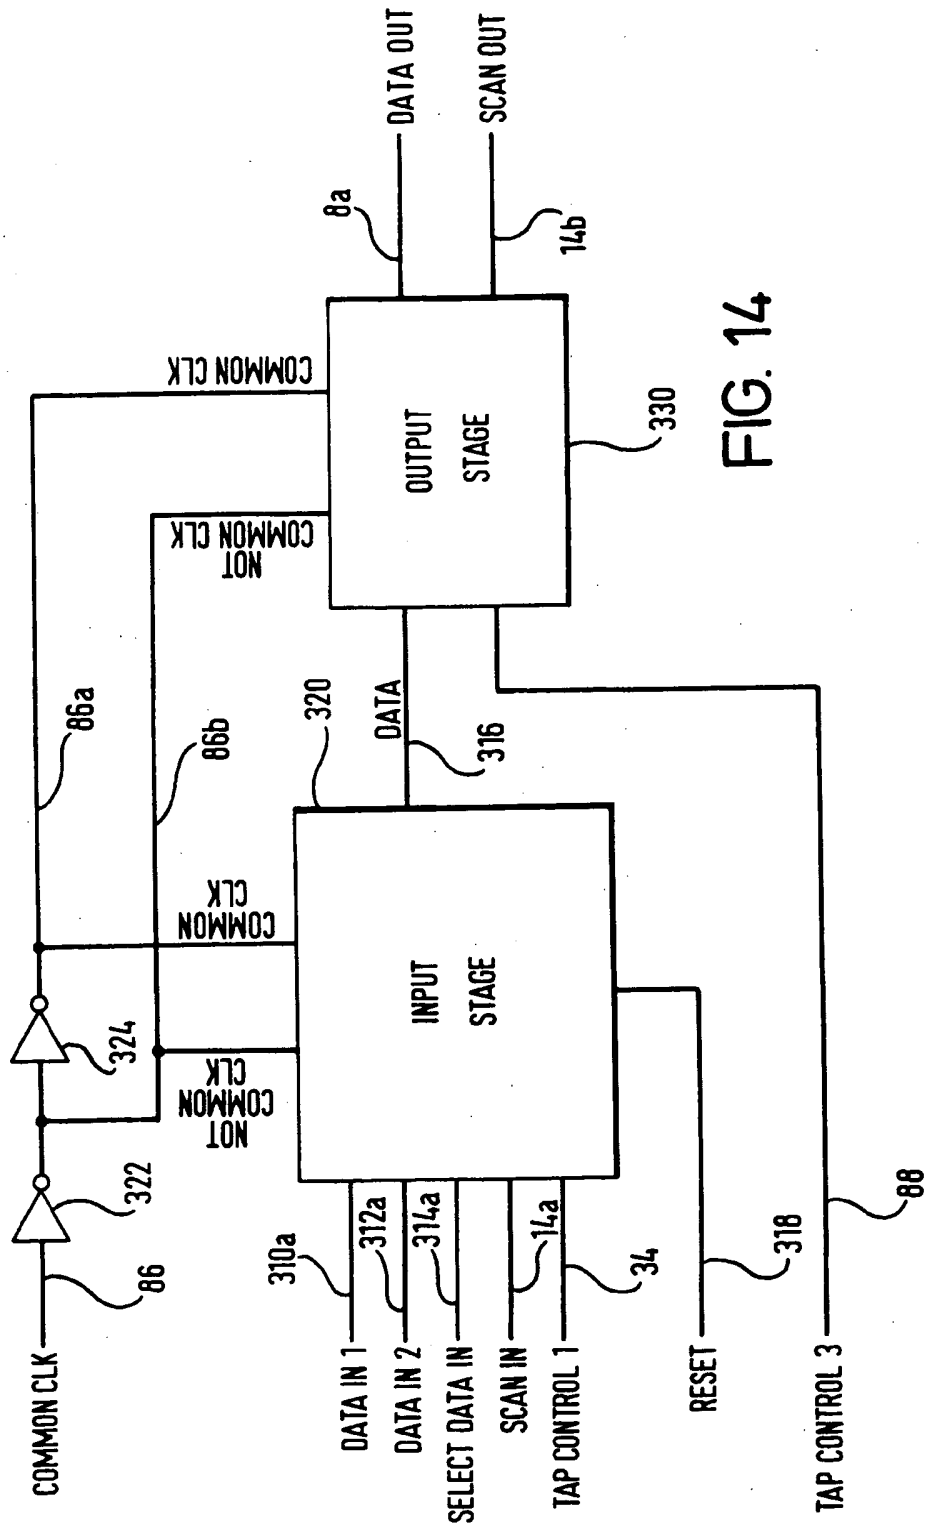 COMMON CLK
86
322
324
86a
86b
NOT
COMMON
CLK
COMMON
CLK
NOT
COMMON CLK
COMMON CLK
DATA IN 1
310a
DATA IN 2
312a
SELECT DATA IN
314a
SCAN IN
14a
TAP CONTROL 1
34
RESET
318
TAP CONTROL 3
88
INPUT
STAGE
320
DATA
316
OUTPUT
STAGE
330
8a
DATA OUT
14b
SCAN OUT
FIG. 14